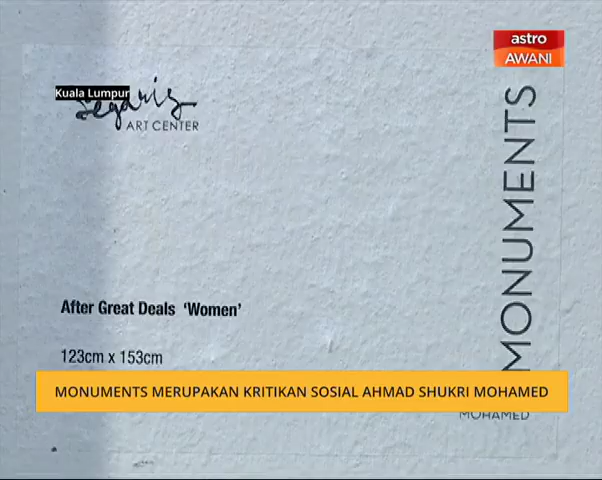 astro
AWANI
Kuala Lumpur
Segaris
ART CENTER
MONUMENTS
After Great Deals ‘Women’
123cm x 153cm
MONUMENTS MERUPAKAN KRITIKAN SOSIAL AHMAD SHUKRI MOHAMED
MOHAMED